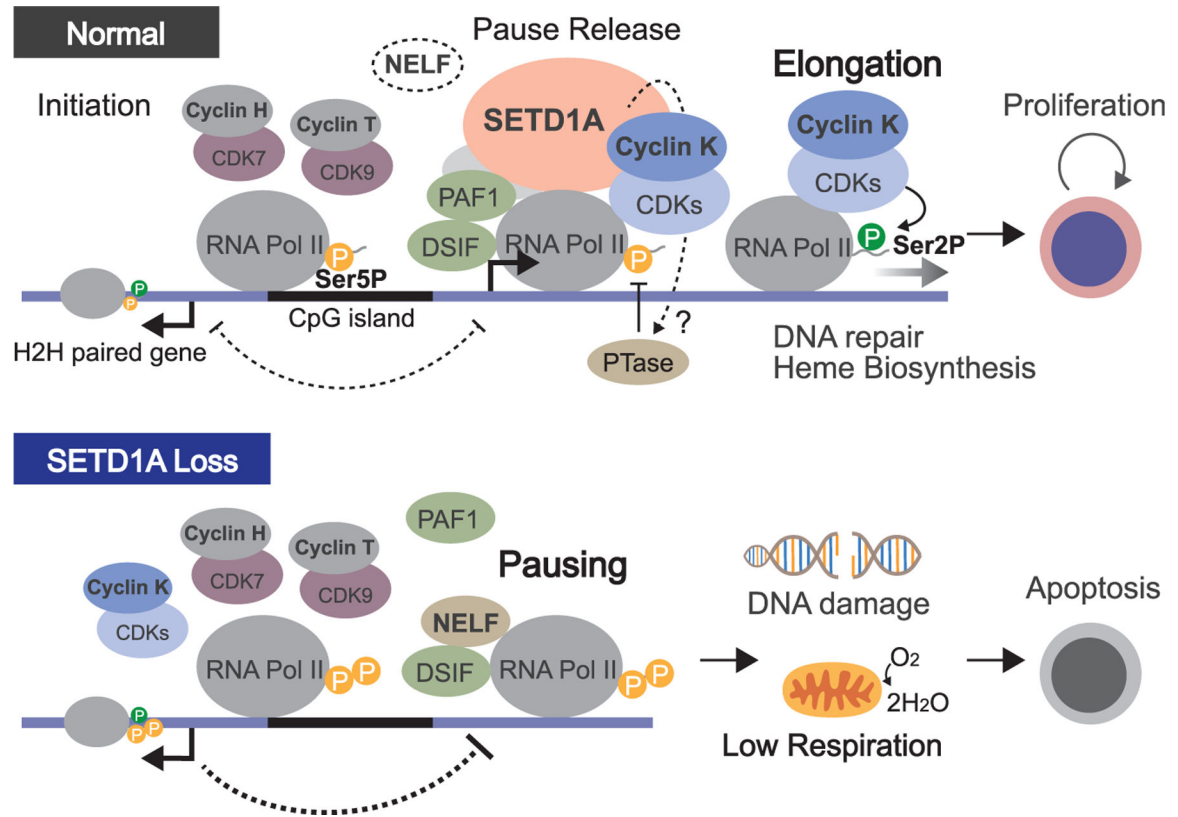 Normal
Pause Release
NELF
Elongation
Initiation
Cyclin H
CDK7
Cyclin T
CDK9
SETD1A
Cyclin K
CDKs
Cyclin K
CDKs
Proliferation
PAF1
DSIF
RNA Pol II
P
Ser5P
RNA Pol II
P
RNA Pol II
P
Ser2P
P
P
CpG island
H2H paired gene
?
PTase
DNA repair
Heme Biosynthesis
SETD1A Loss
PAF1
Cyclin H
CDK7
Cyclin T
CDK9
Pausing
Cyclin K
CDKs
NELF
DSIF
RNA Pol II
P P
RNA Pol II
P P
P
P P
DNA damage
O2
2H2O
Low Respiration
Apoptosis